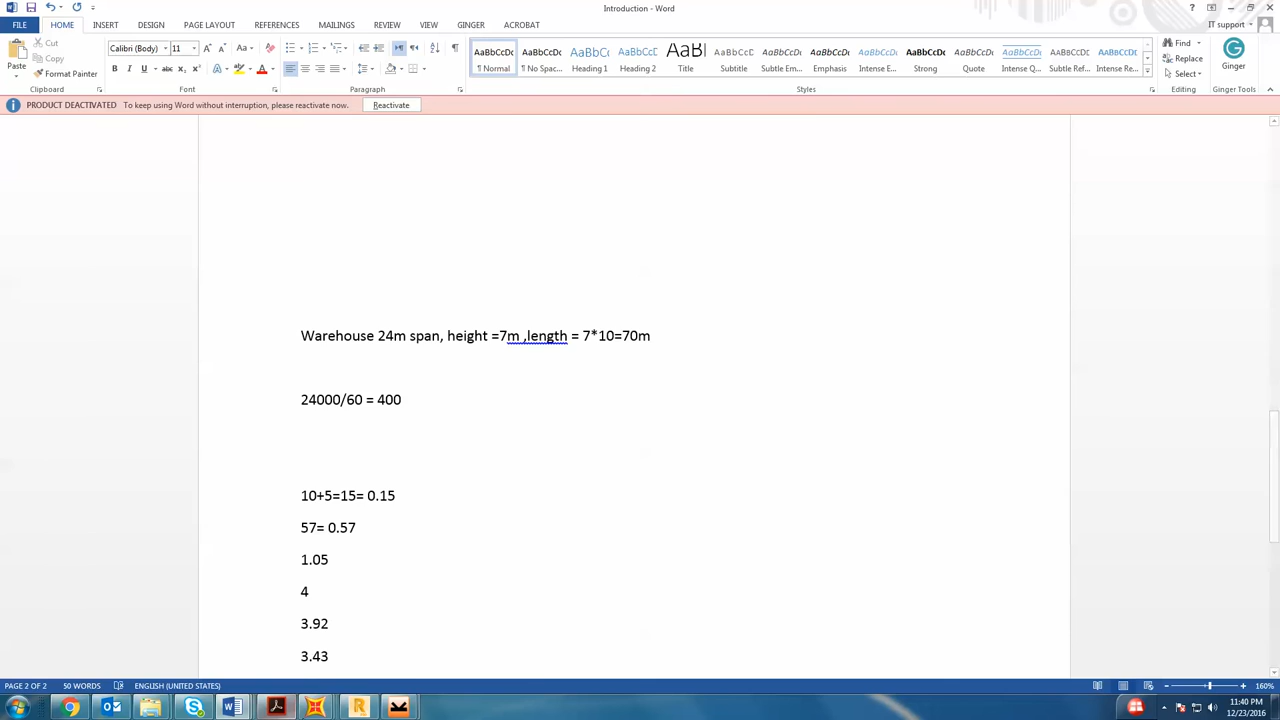 Introduction - Word
IT support
FILE HOME INSERT DESIGN PAGE LAYOUT REFERENCES MAILINGS REVIEW VIEW GINGER ACROBAT
Paste
Cut
Copy
Format Painter
Clipboard
Calibri (Body) 11
Font
Paragraph
AaBbCcDc AaBbCcDc AaBbCc AaBbCcC AaBl AaBbCcC AaBbCcDc AaBbCcDc AaBbCcDc AaBbCcDc AaBbCcDc AaBbCcDc AaBbCcDc AaBbCcDc
¶ Normal ¶ No Spac... Heading 1 Heading 2 Title Subtitle Subtle Em... Emphasis Intense E... Strong Quote Intense Q... Subtle Ref... Intense Re...
Styles
Find
Replace
Select
Editing
Ginger
Ginger Tools
PRODUCT DEACTIVATED To keep using Word without interruption, please reactivate now. Reactivate
Warehouse 24m span, height =7m ,length = 7*10=70m
24000/60 = 400
10+5=15= 0.15
57= 0.57
1.05
4
3.92
3.43
PAGE 2 OF 2 50 WORDS ENGLISH (UNITED STATES) 160%
11:40 PM
12/23/2016